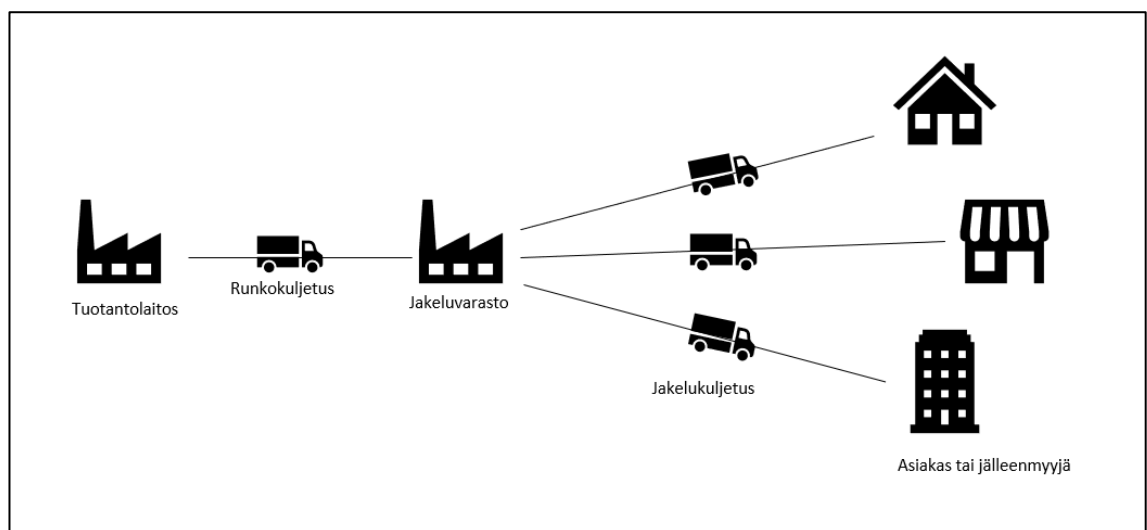 Tuotantolaitos
Runkokuljetus
Jakeluvarasto
Jakelukuljetus
Asiakas tai jälleenmyyjä